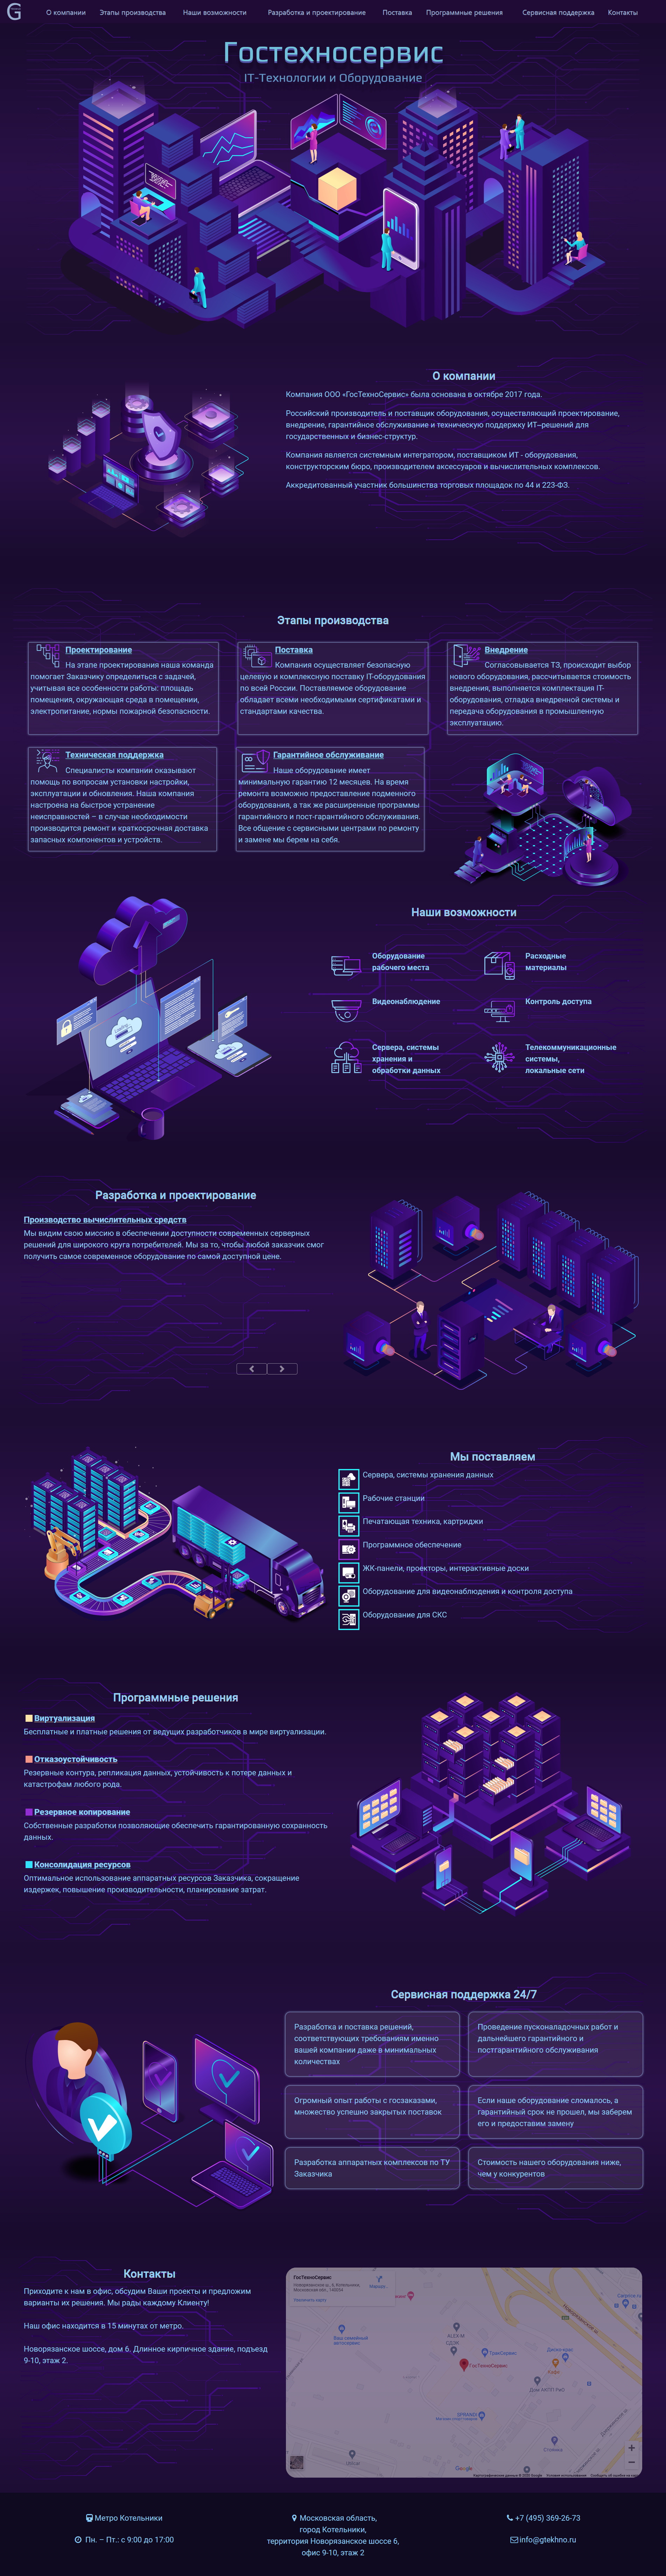 G
О компании
Этапы производства
Наши возможности
Разработка и проектирование
Поставка
Программные решения
Сервисная поддержка
Контакты
Гостехносервис
IT-Технологии и Оборудование
О компании
Компания ООО «ГосТехноСервис» была основана в октябре 2017 года.
Российский производитель и поставщик оборудования, осуществляющий проектирование,
внедрение, гарантийное обслуживание и техническую поддержку ИТ–решений для
государственных и бизнес-структур.
Компания является системным интегратором, поставщиком ИТ - оборудования,
конструкторским бюро, производителем аксессуаров и вычислительных комплексов.
Аккредитованный участник большинства торговых площадок по 44 и 223-ФЗ.
Этапы производства
Проектирование
На этапе проектирования наша команда
помогает Заказчику определиться с задачей,
учитывая все особенности работы: площадь
помещения, окружающая среда в помещении,
электропитание, нормы пожарной безопасности.
Поставка
Компания осуществляет безопасную
целевую и комплексную поставку IT-оборудования
по всей России. Поставляемое оборудование
обладает всеми необходимыми сертификатами и
стандартами качества.
Внедрение
Согласовывается ТЗ, происходит выбор
нового оборудования, рассчитывается стоимость
внедрения, выполняется комплектация IT-
оборудования, отладка внедренной системы и
передача оборудования в промышленную
эксплуатацию.
Техническая поддержка
Специалисты компании оказывают
помощь по вопросам установки настройки,
эксплуатации и обновления. Наша компания
настроена на быстрое устранение
неисправностей – в случае необходимости
производится ремонт и краткосрочная доставка
запасных компонентов и устройств.
Гарантийное обслуживание
Наше оборудование имеет
минимальную гарантию 12 месяцев. На время
ремонта возможно предоставление подменного
оборудования, а так же расширенные программы
гарантийного и пост-гарантийного обслуживания.
Все общение с сервисными центрами по ремонту
и замене мы берем на себя.
Наши возможности
Оборудование
рабочего места
Расходные
материалы
Видеонаблюдение
Контроль доступа
Сервера, системы
хранения и
обработки данных
Телекоммуникационные
системы,
локальные сети
Разработка и проектирование
Производство вычислительных средств
Мы видим свою миссию в обеспечении доступности современных серверных
решений для широкого круга потребителей. Мы за то, чтобы любой заказчик смог
получить самое современное оборудование по самой доступной цене.
Мы поставляем
Сервера, системы хранения данных
Рабочие станции
Печатающая техника, картриджи
Программное обеспечение
ЖК-панели, проекторы, интерактивные доски
Оборудование для видеонаблюдения и контроля доступа
Оборудование для СКС
Программные решения
Виртуализация
Бесплатные и платные решения от ведущих разработчиков в мире виртуализации.
Отказоустойчивость
Резервные контура, репликация данных, устойчивость к потере данных и
катастрофам любого рода.
Резервное копирование
Собственные разработки позволяющие обеспечить гарантированную сохранность
данных.
Консолидация ресурсов
Оптимальное использование аппаратных ресурсов Заказчика, сокращение
издержек, повышение производительности, планирование затрат.
Сервисная поддержка 24/7
Разработка и поставка решений,
соответствующих требованиям именно
вашей компании даже в минимальных
количествах
Проведение пусконаладочных работ и
дальнейшего гарантийного и
постгарантийного обслуживания
Огромный опыт работы с госзаказами,
множество успешно закрытых поставок
Если наше оборудование сломалось, а
гарантийный срок не прошел, мы заберем
его и предоставим замену
Разработка аппаратных комплексов по ТУ
Заказчика
Стоимость нашего оборудования ниже,
чем у конкурентов
Контакты
Приходите к нам в офис, обсудим Ваши проекты и предложим
варианты их решения. Мы рады каждому Клиенту!
Наш офис находится в 15 минутах от метро.
Новорязанское шоссе, дом 6. Длинное кирпичное здание, подъезд
9-10, этаж 2.
ГосТехноСервис
ГосТехноСервис
Google
Метро Котельники
Пн. – Пт.: с 9:00 до 17:00
Московская область,
город Котельники,
территория Новорязанское шоссе 6,
офис 9-10, этаж 2
+7 (495) 369-26-73
info@gtekhno.ru